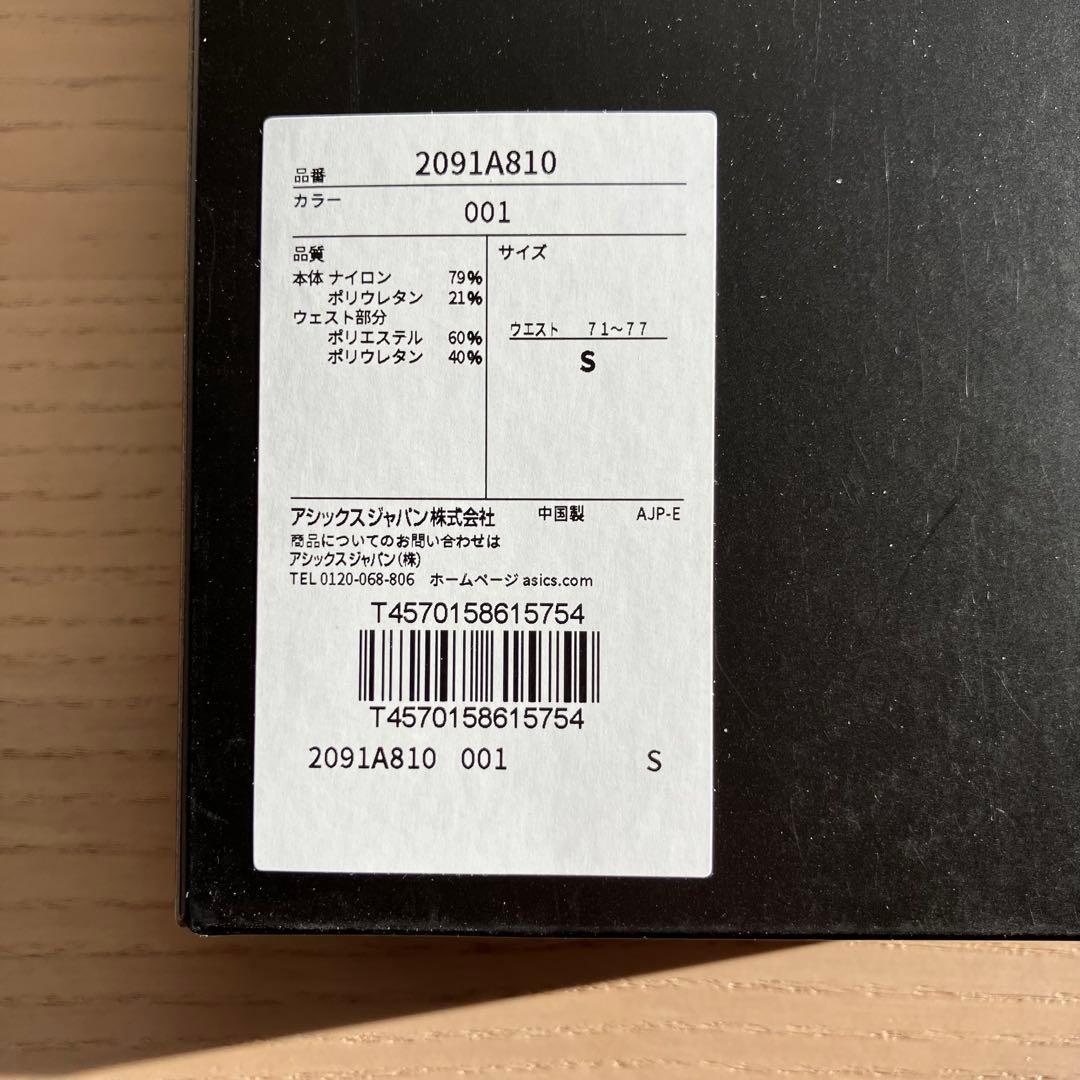 品番 2091A810
カラー 001
品質
本体 ナイロン 79%
ポリウレタン 21%
ウェスト部分
ポリエステル 60%
ポリウレタン 40%
サイズ
ウエスト 71~77
S
アシックスジャパン株式会社 中国製 AJP-E
商品についてのお問い合わせは
アシックスジャパン(株)
TEL 0120-068-806 ホームページ asics.com
T4570158615754
T4570158615754
2091A810 001 S